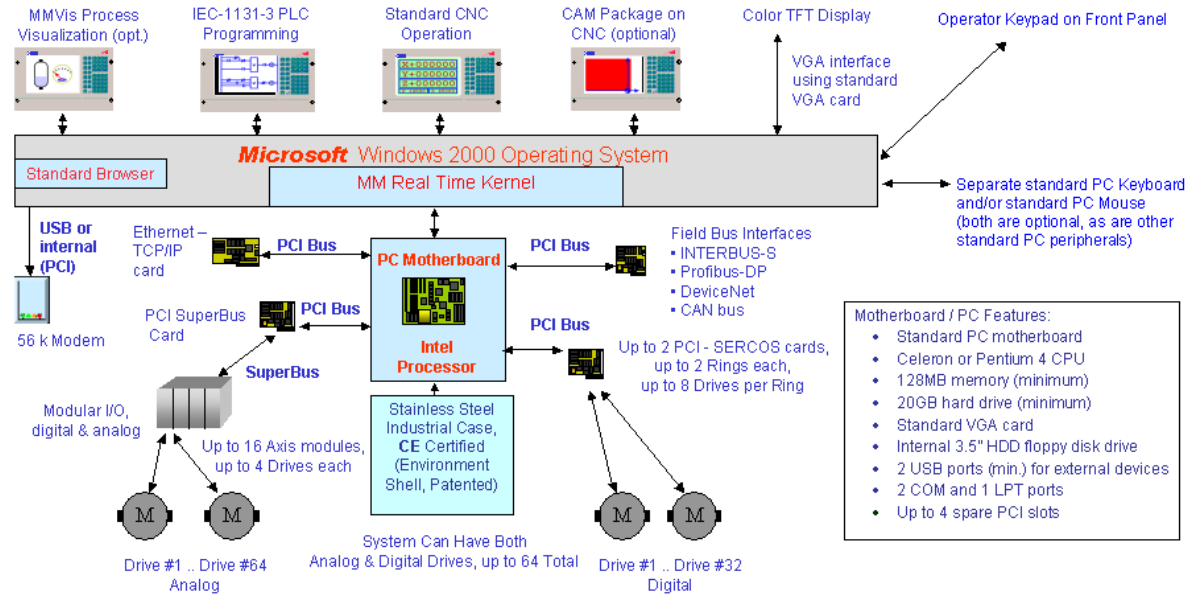 MMVis Process
Visualization (opt.)
IEC-1131-3 PLC
Programming
Standard CNC
Operation
CAM Package on
CNC (optional)
Color TFT Display
Operator Keypad on Front Panel
VGA interface
using standard
VGA card
X+000000
Y+000000
Microsoft Windows 2000 Operating System
Standard Browser
MM Real Time Kernel
Separate standard PC Keyboard
and/or standard PC Mouse
(both are optional, as are other
standard PC peripherals)
USB or
internal
(PCI)
56 k Modem
Ethernet –
TCP/IP
card
PCI Bus
PC Motherboard
Intel
Processor
PCI Bus
Field Bus Interfaces
▪ INTERBUS-S
▪ Profibus-DP
▪ DeviceNet
▪ CAN bus
PCI SuperBus
Card
PCI Bus
SuperBus
PCI Bus
Up to 2 PCI - SERCOS cards,
up to 2 Rings each,
up to 8 Drives per Ring
Modular I/O,
digital & analog
Up to 16 Axis modules,
up to 4 Drives each
Stainless Steel
Industrial Case,
CE Certified
(Environment
Shell, Patented)
M
M
M
M
Drive #1 .. Drive #64
Analog
System Can Have Both
Analog & Digital Drives, up to 64 Total
Drive #1 .. Drive #32
Digital
Motherboard / PC Features:
• Standard PC motherboard
• Celeron or Pentium 4 CPU
• 128MB memory (minimum)
• 20GB hard drive (minimum)
• Standard VGA card
• Internal 3.5" HDD floppy disk drive
• 2 USB ports (min.) for external devices
• 2 COM and 1 LPT ports
• Up to 4 spare PCI slots